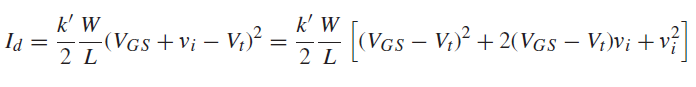 I_d = \frac{k'}{2} \frac{W}{L} (V_{GS} + v_i - V_t)^2 = \frac{k'}{2} \frac{W}{L} \left[ (V_{GS} - V_t)^2 + 2(V_{GS} - V_t)v_i + v_i^2 \right]